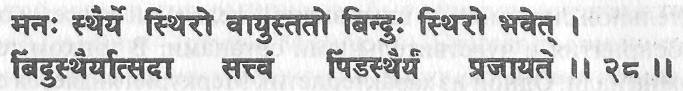 मनः स्थैर्ये स्थिरो वायुस्ततो बिन्दुः स्थिरो भवेत् ।
बिदुस्थैर्यात्सदा सत्त्वं पिडस्थैर्यं प्रजायते ।। २८ ।।